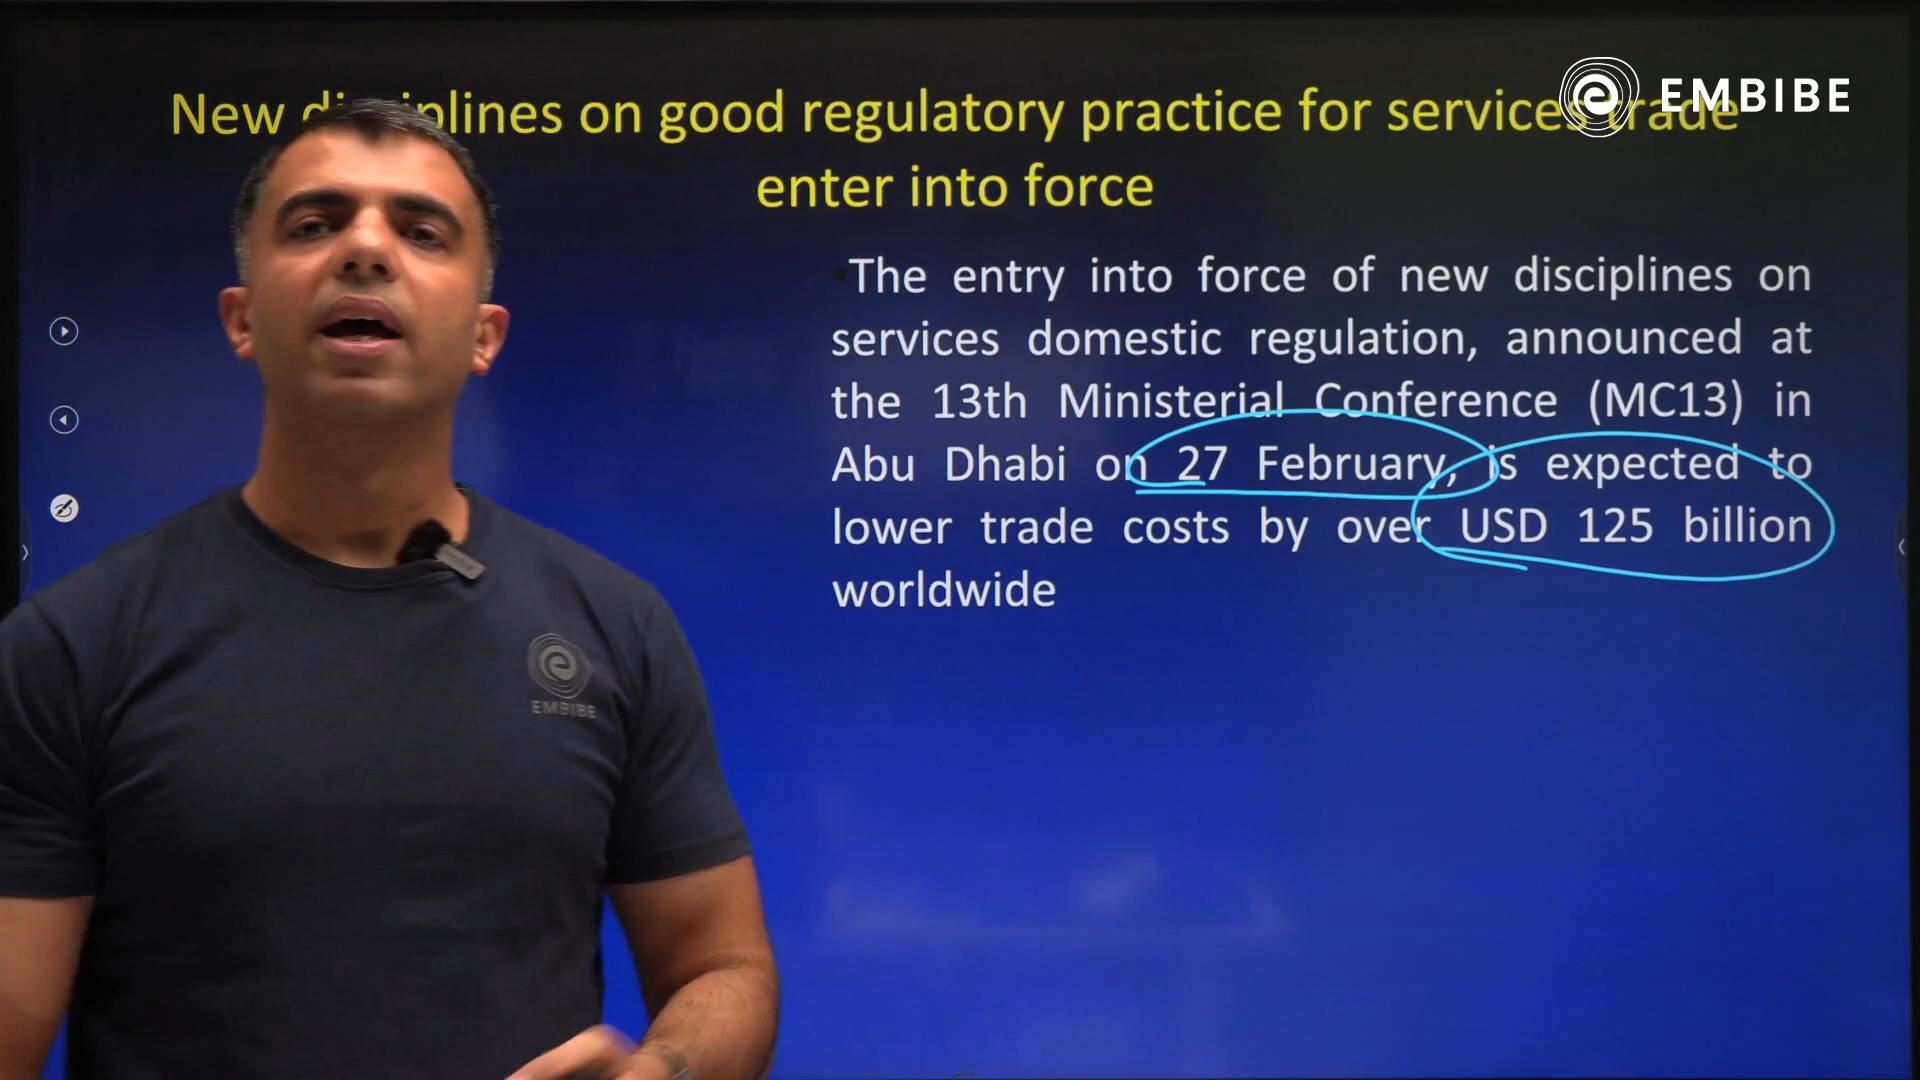 New disciplines on good regulatory practice for services trade
EMBIBE
enter into force
•The entry into force of new disciplines on
services domestic regulation, announced at
the 13th Ministerial Conference (MC13) in
Abu Dhabi on 27 February, is expected to
lower trade costs by over USD 125 billion
worldwide
EMBIBE